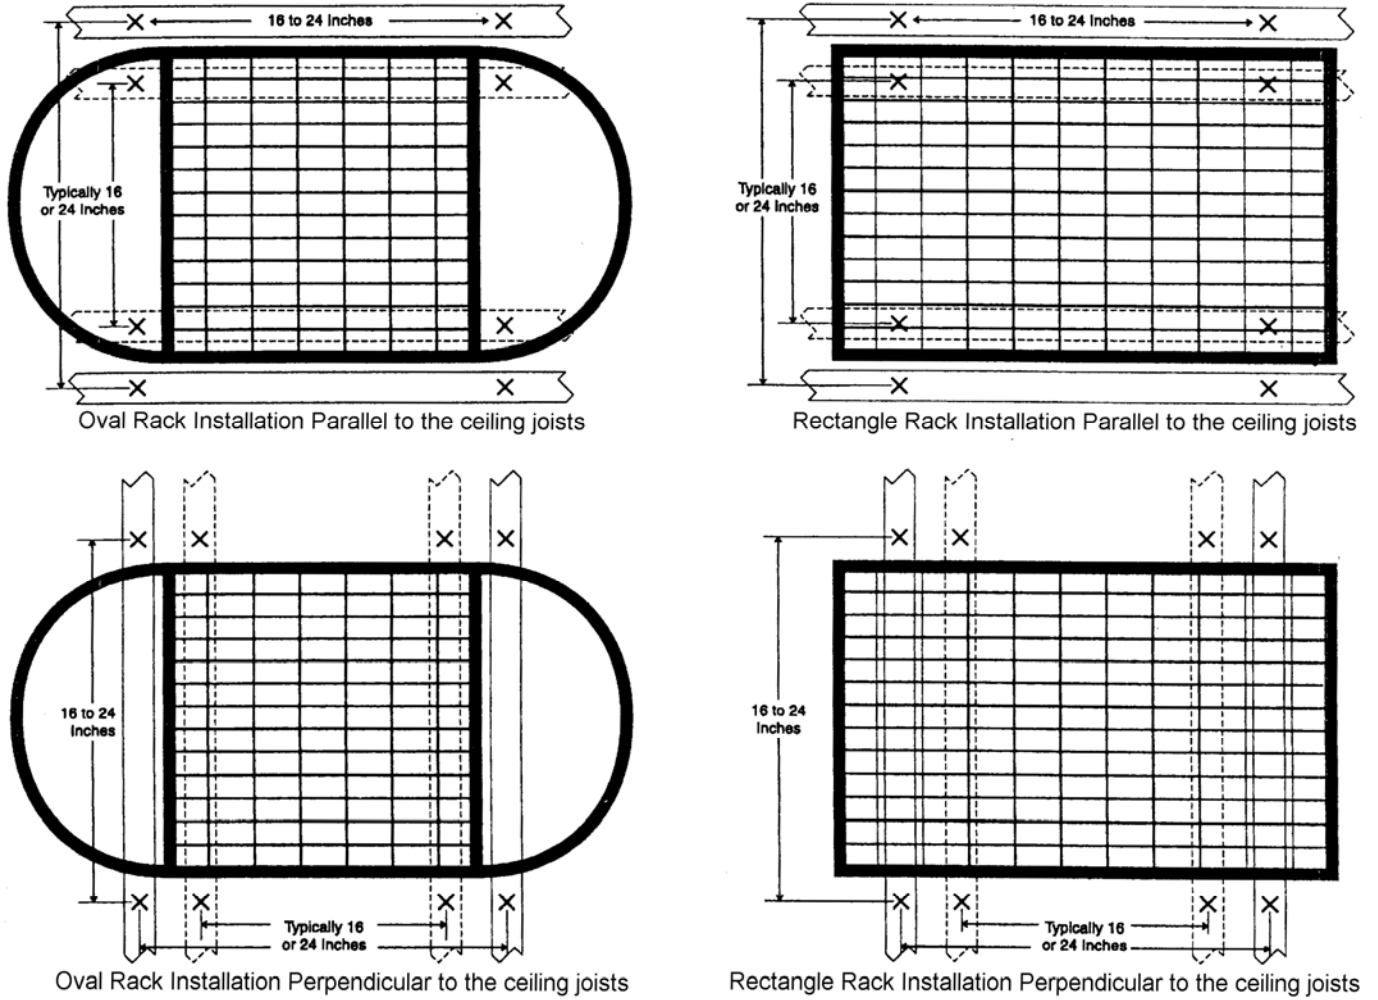 16 to 24 Inches
Typically 16
or 24 Inches
Oval Rack Installation Parallel to the ceiling joists
16 to 24 Inches
Typically 16
or 24 Inches
Rectangle Rack Installation Parallel to the ceiling joists
16 to 24
Inches
Typically 16
or 24 Inches
Oval Rack Installation Perpendicular to the ceiling joists
16 to 24
Inches
Typically 16
or 24 Inches
Rectangle Rack Installation Perpendicular to the ceiling joists